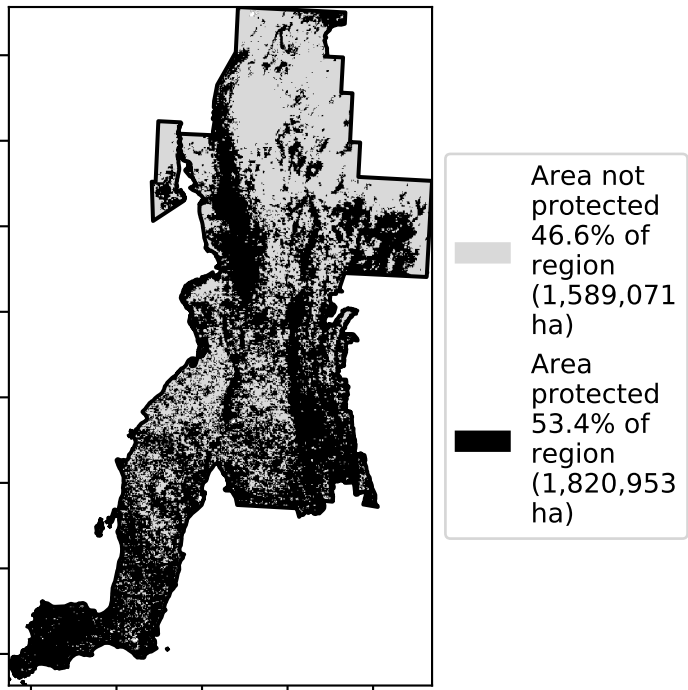 Area not
protected
46.6% of
region
(1,589,071
ha)
Area
protected
53.4% of
region
(1,820,953
ha)